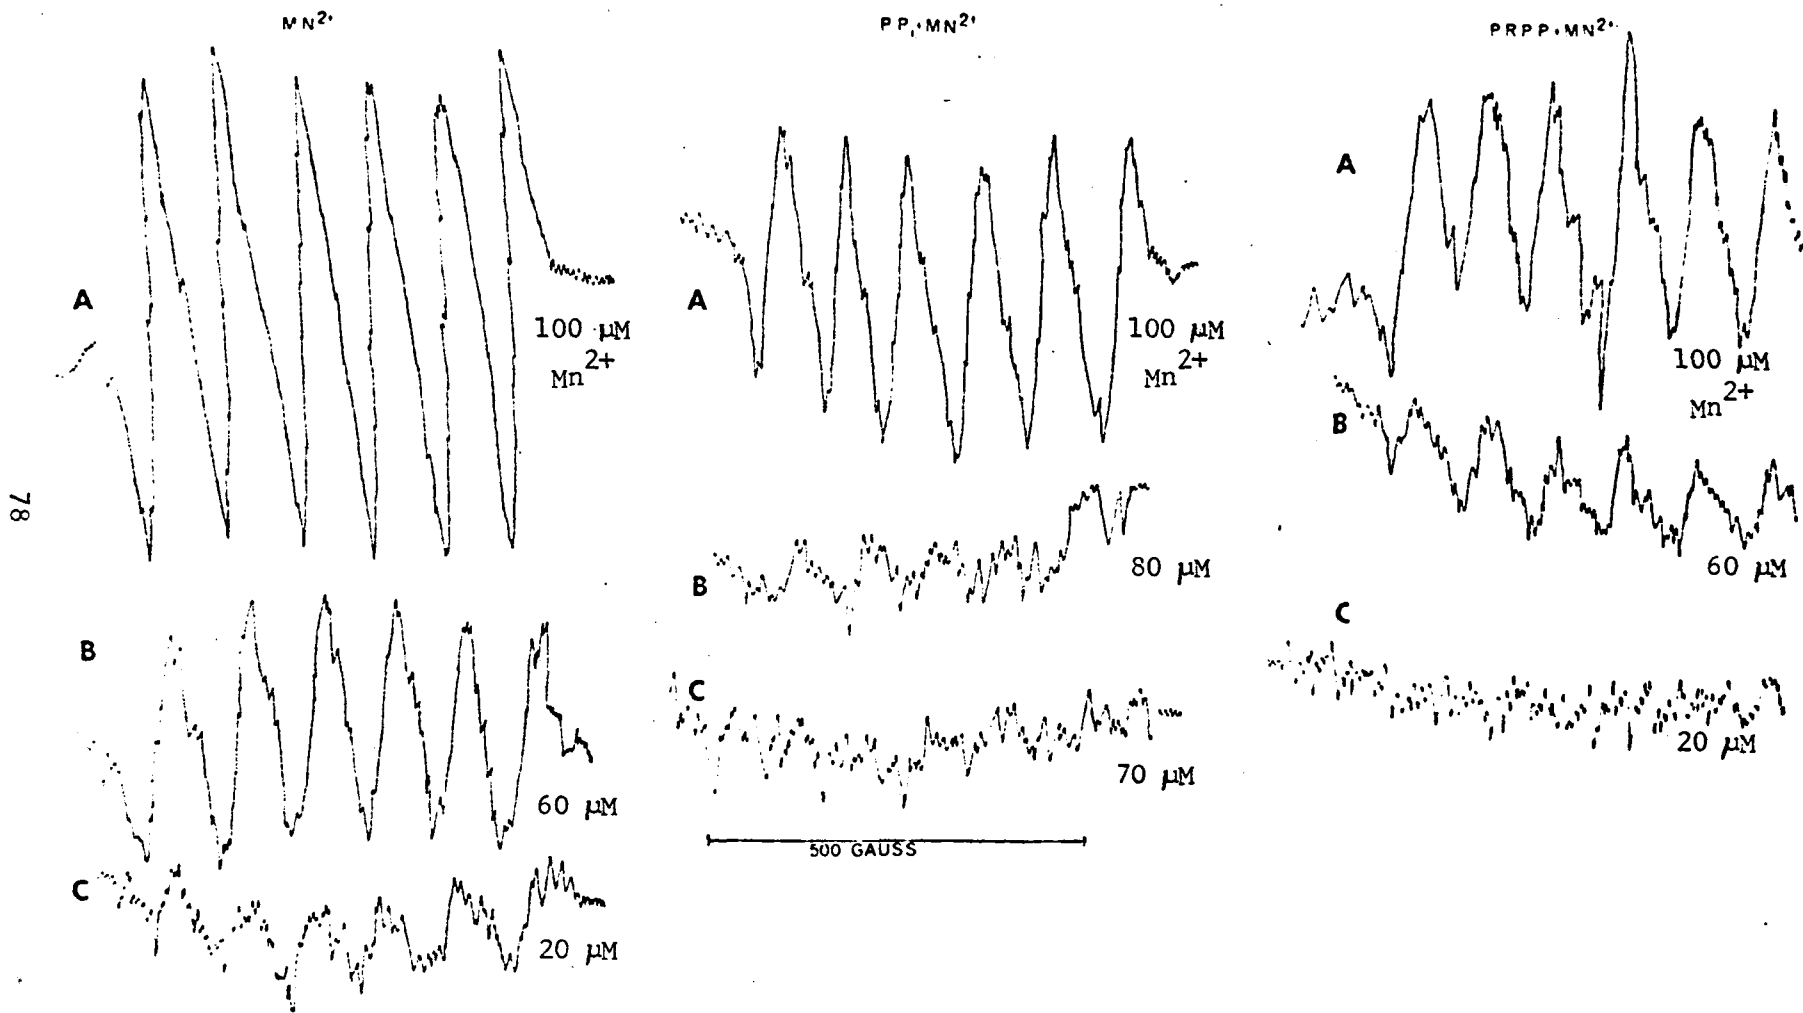 MN2+
A
100 µM
Mn2+
B
60 µM
C
20 µM
PPi+MN2+
A
100 µM
Mn2+
B
80 µM
C
70 µM
500 GAUSS
PRPP+MN2+
A
100 µM
Mn2+
B
60 µM
C
20 µM
78